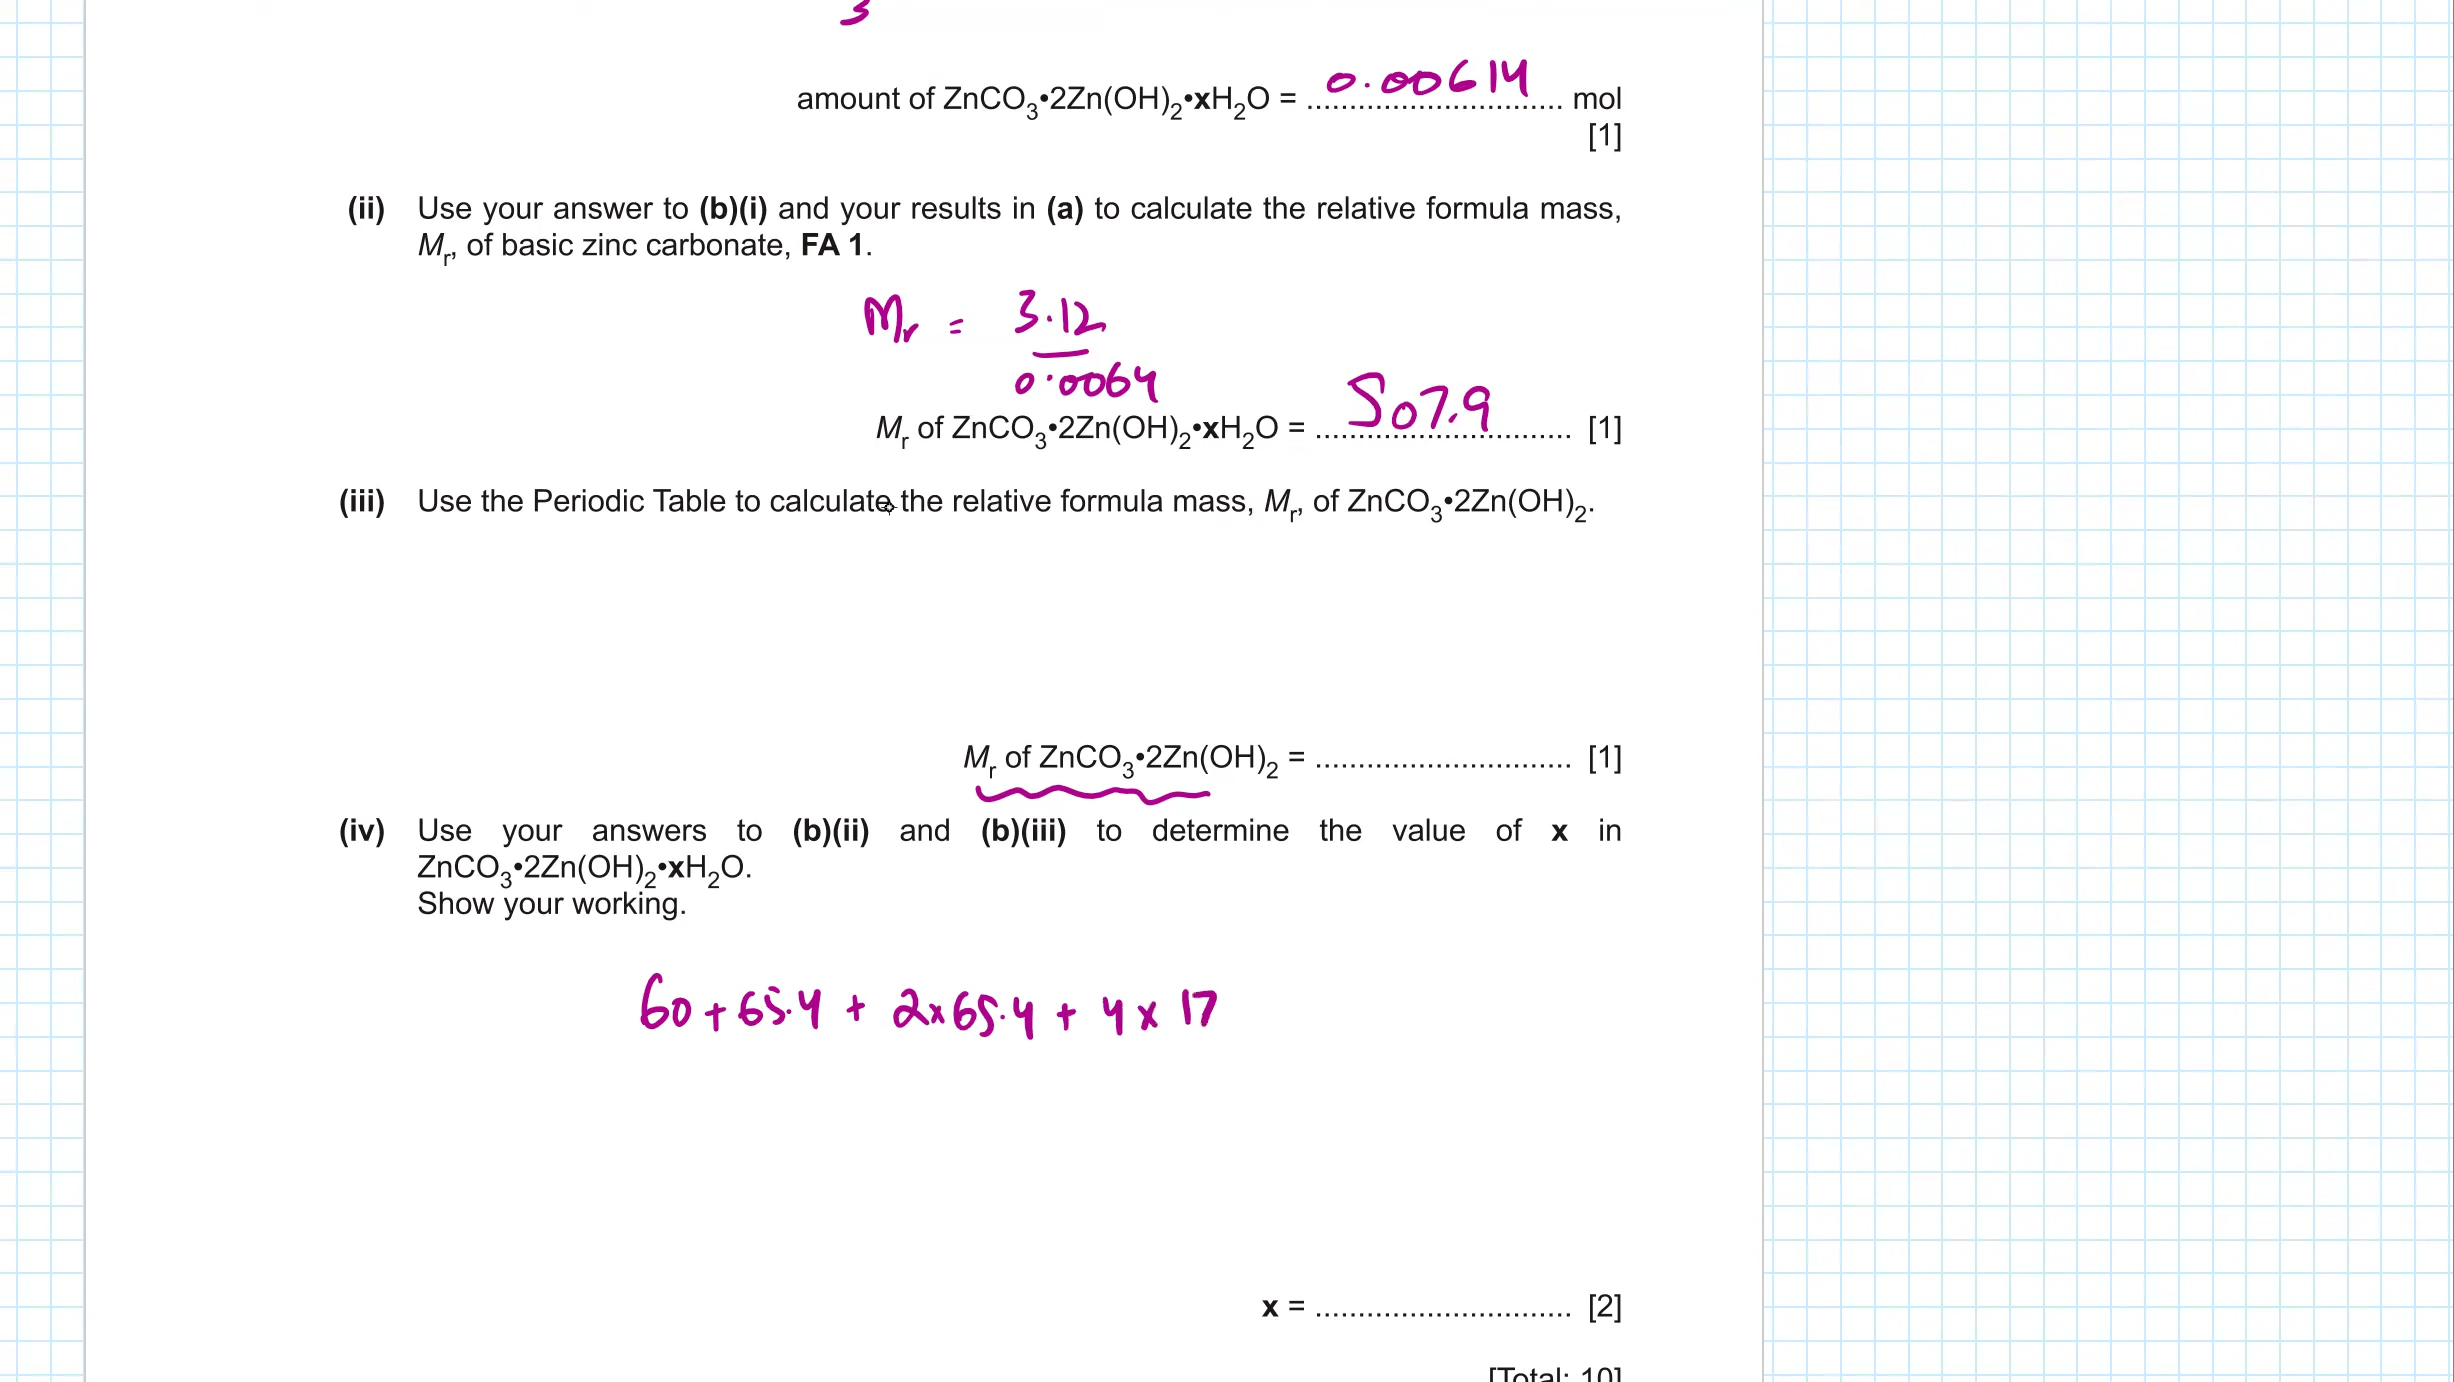 3
amount of ZnCO3•2Zn(OH)2•xH2O = .............................. mol
0.00614
[1]
(ii) Use your answer to (b)(i) and your results in (a) to calculate the relative formula mass,
Mr, of basic zinc carbonate, FA 1.
Mr = 3.12
0.0064
Mr of ZnCO3•2Zn(OH)2•xH2O = .............................. [1]
507.9
(iii) Use the Periodic Table to calculate the relative formula mass, Mr, of ZnCO3•2Zn(OH)2.
Mr of ZnCO3•2Zn(OH)2 = .............................. [1]
(iv) Use your answers to (b)(ii) and (b)(iii) to determine the value of x in
ZnCO3•2Zn(OH)2•xH2O.
Show your working.
60 + 65.4 + 2x65.4 + 4 x 17
x = .............................. [2]
[Total: 10]